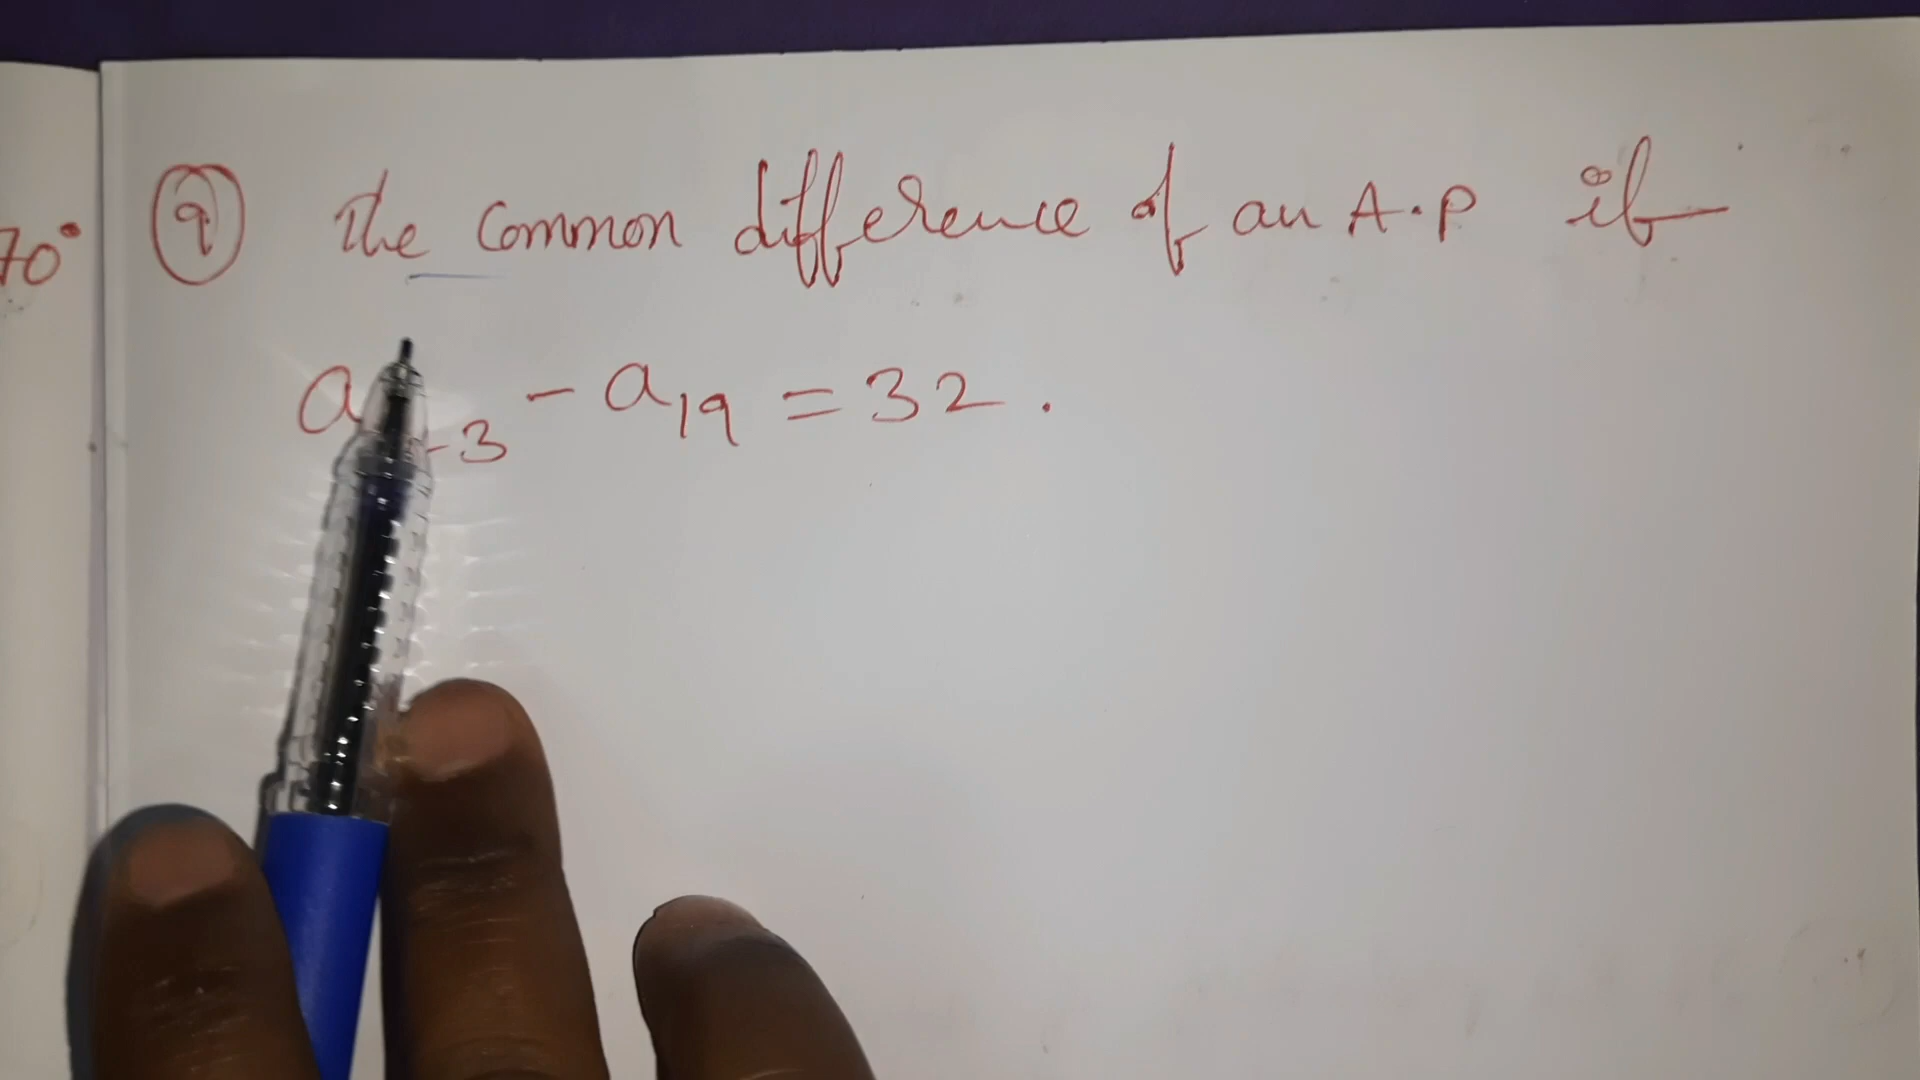 70°
9 The Common difference of an A.P if
a -3 - a19 = 32.